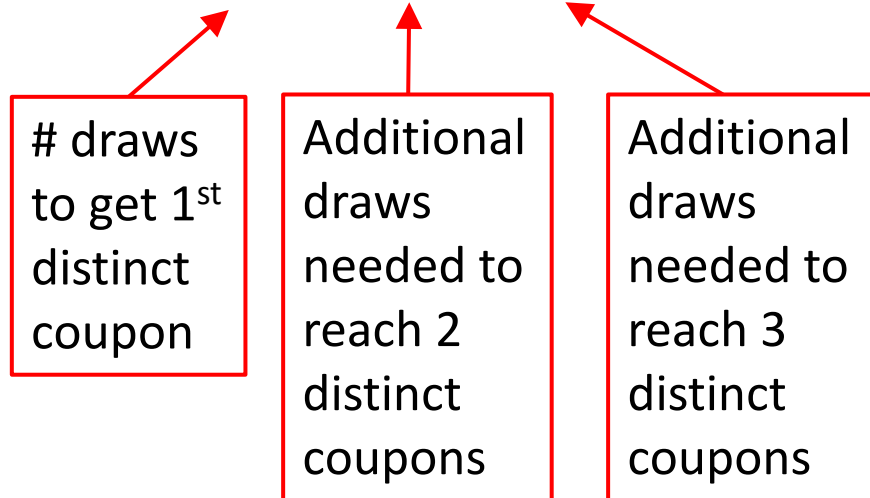 # draws
to get 1st
distinct
coupon
Additional
draws
needed to
reach 2
distinct
coupons
Additional
draws
needed to
reach 3
distinct
coupons